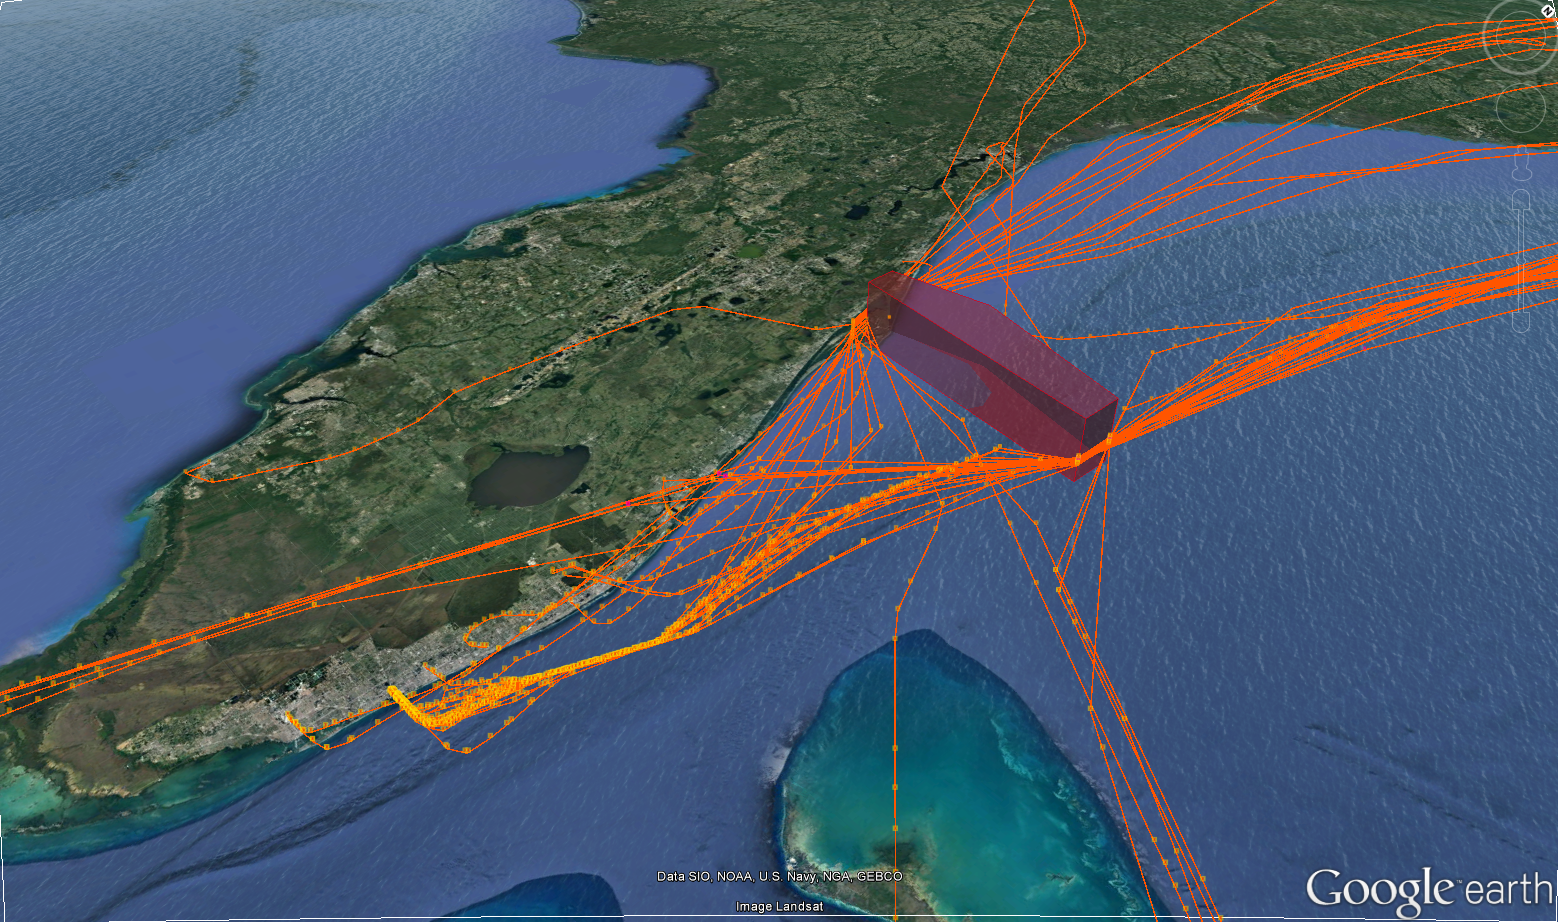 Data SIO, NOAA, U.S. Navy, NGA, GEBCO
Image Landsat
Google earth